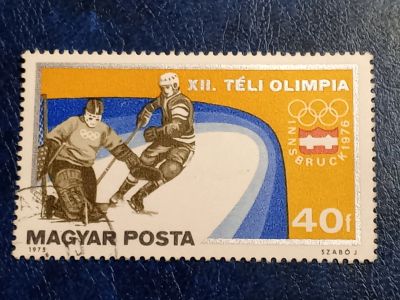 XII. TÉLI OLIMPIA
INNSBRUCK 1976
40f
MAGYAR POSTA
1975
SZABÓ J